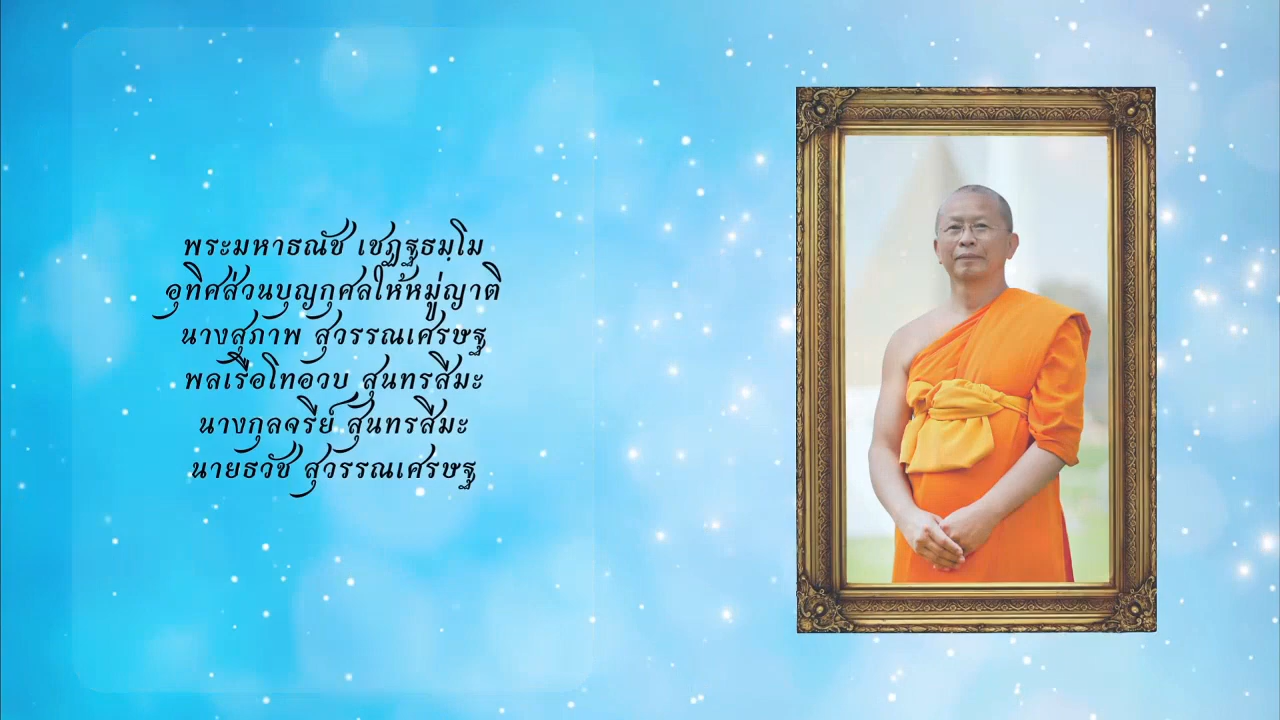 พระมหาธณัช เชฏฺฐธมฺโม
อุทิศส่วนบุญกุศลให้หมู่ญาติ
นางสุภาพ สุวรรณเศรษฐ
พลเรือโทอวบ สุนทรสีมะ
นางกุลจรีย์ สุนทรสีมะ
นายธวัช สุวรรณเศรษฐ